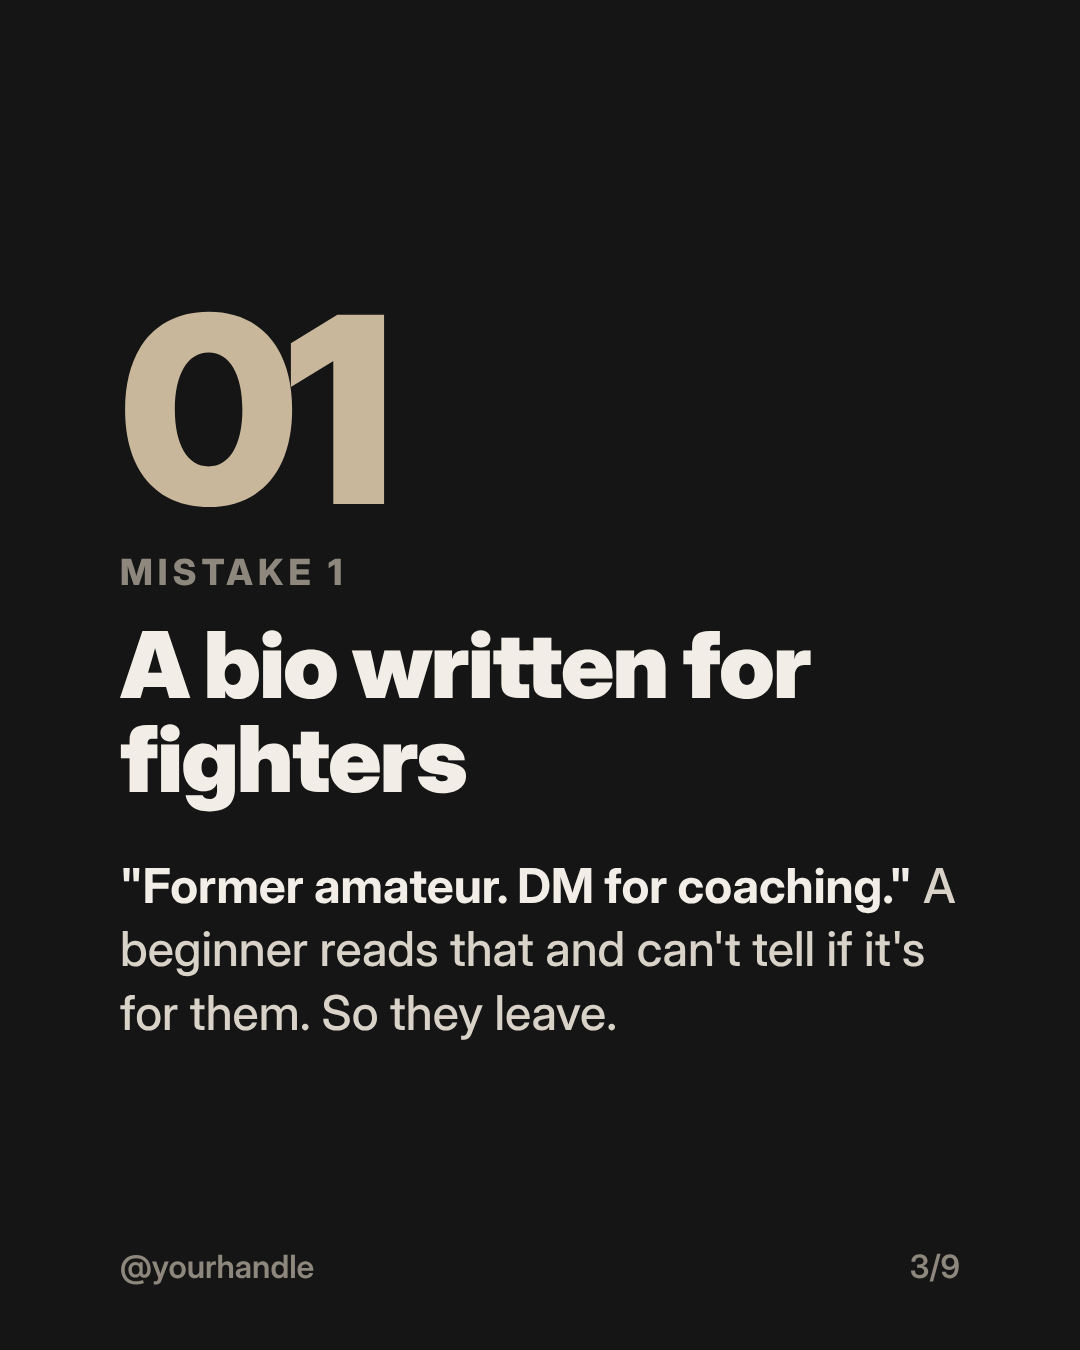 01
MISTAKE 1
A bio written for
fighters
"Former amateur. DM for coaching." A
beginner reads that and can't tell if it's
for them. So they leave.
@yourhandle
3/9